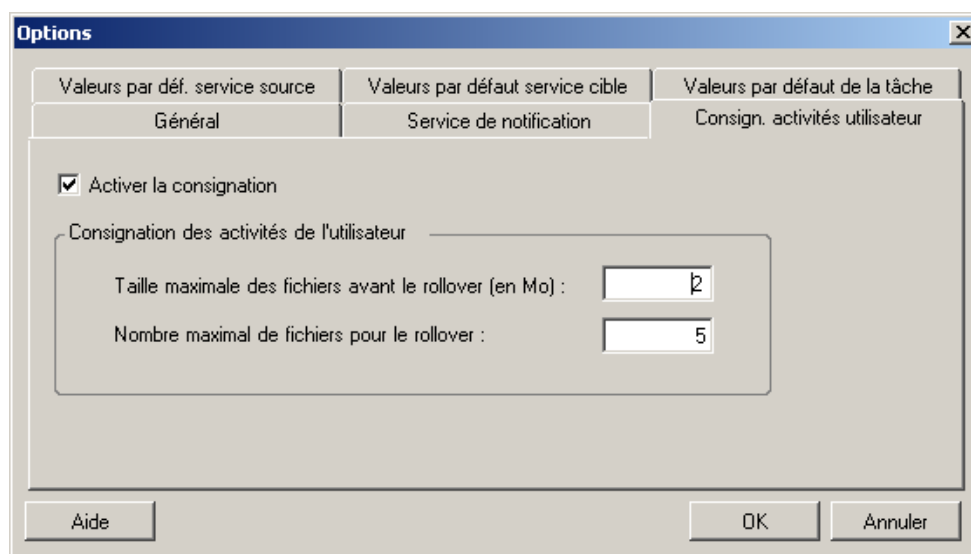 Options
Valeurs par déf. service source Valeurs par défaut service cible Valeurs par défaut de la tâche
Général Service de notification Consign. activités utilisateur
Activer la consignation
Consignation des activités de l'utilisateur
Taille maximale des fichiers avant le rollover (en Mo) : 2
Nombre maximal de fichiers pour le rollover : 5
Aide OK Annuler